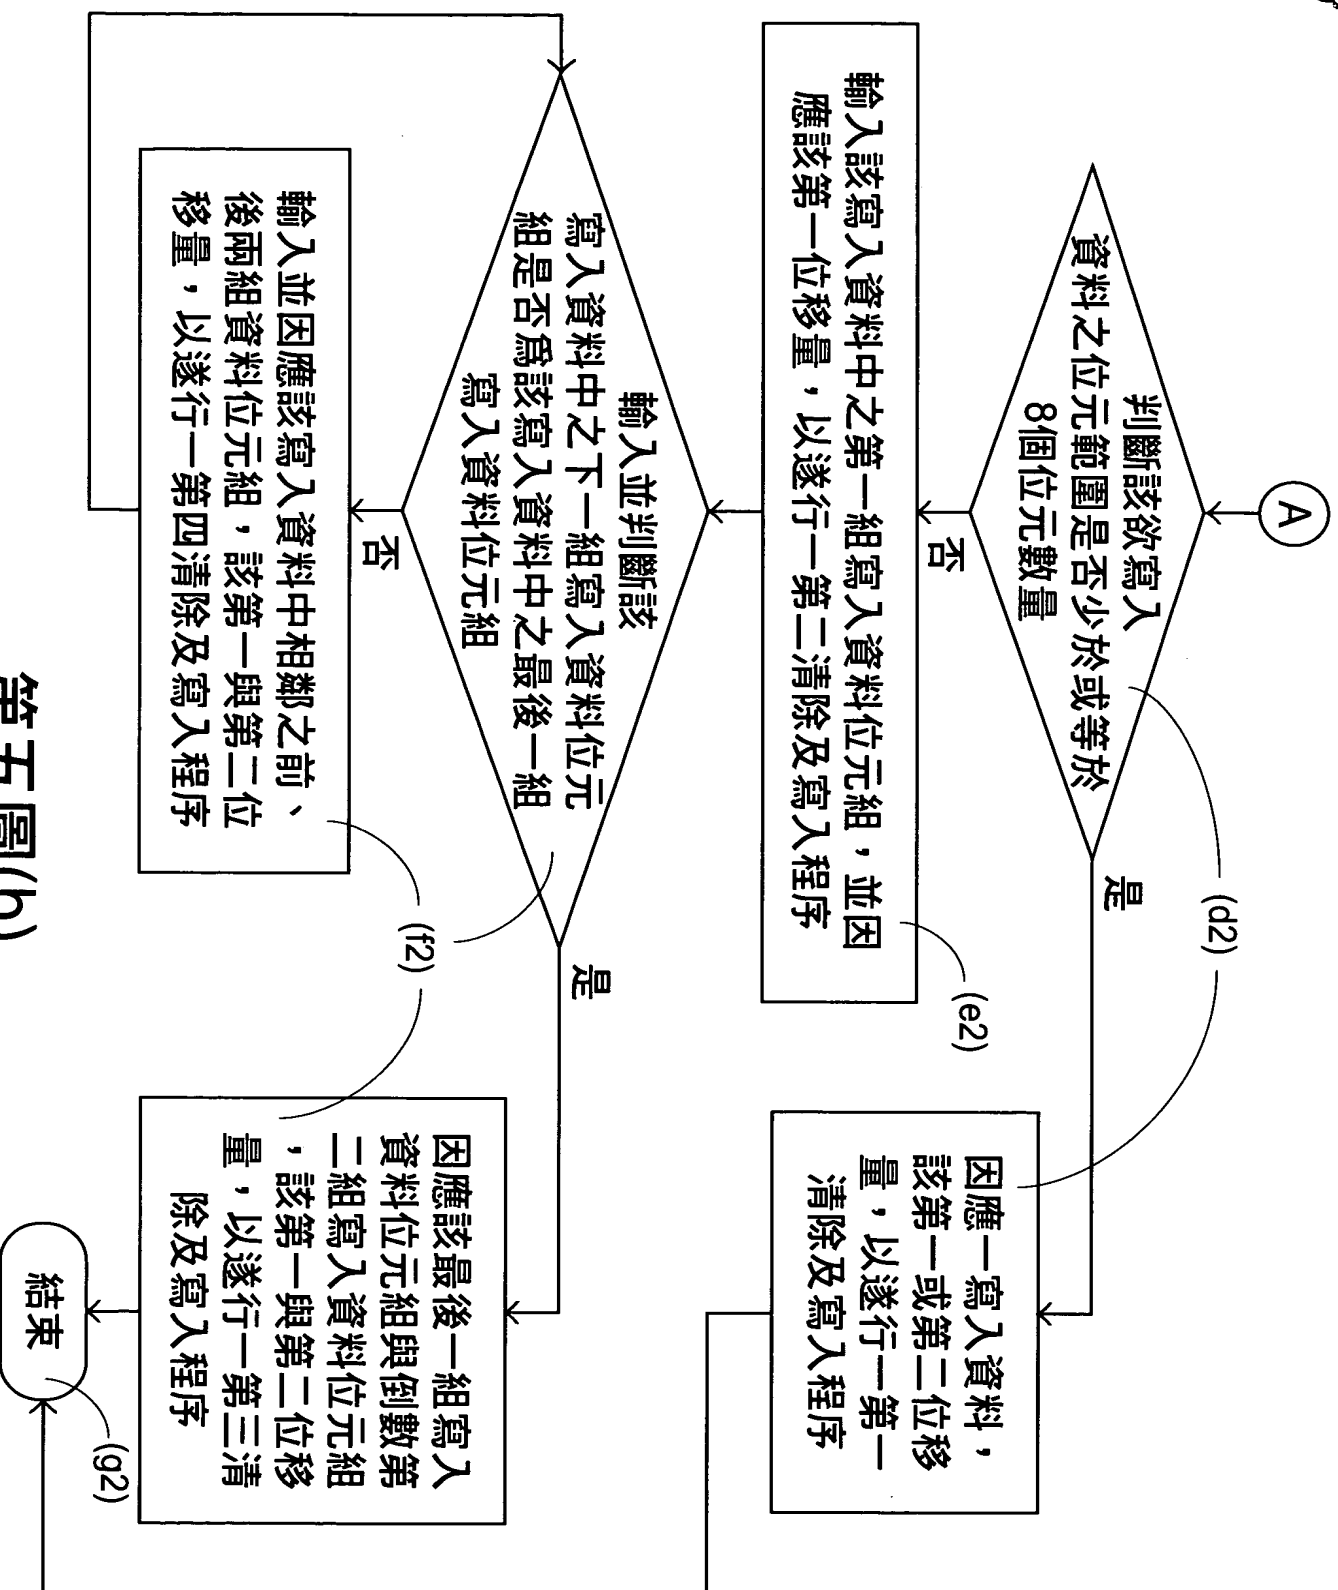 A
判斷該欲寫入
資料之位元範圍是否少於或等於
8個位元數量
是
(d2)
否
因應一寫入資料，
該第一或第二位移
量，以遂行一第一
清除及寫入程序
輸入該寫入資料中之第一組寫入資料位元組，並因
應該第一位移量，以遂行一第二清除及寫入程序
(e2)
輸入並判斷該
寫入資料中之下一組寫入資料位元
組是否為該寫入資料中之最後一組
寫入資料位元組
是
否
(f2)
輸入並因應該寫入資料中相鄰之前、
後兩組資料位元組，該第一與第二位
移量，以遂行一第四清除及寫入程序
因應該最後一組寫入
資料位元組與倒數第
二組寫入資料位元組
，該第一與第二位移
量，以遂行一第三清
除及寫入程序
結束
(g2)
第五圖(b)